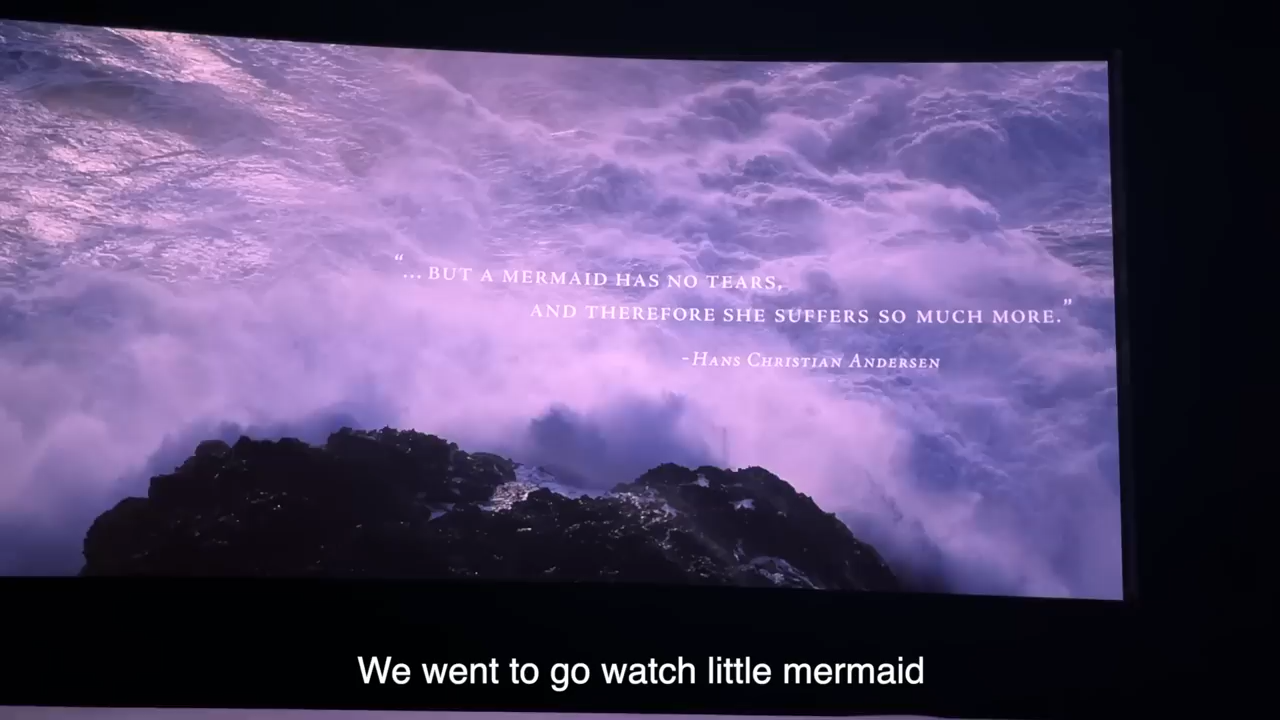 “... BUT A MERMAID HAS NO TEARS,
AND THEREFORE SHE SUFFERS SO MUCH MORE.”
-HANS CHRISTIAN ANDERSEN
We went to go watch little mermaid